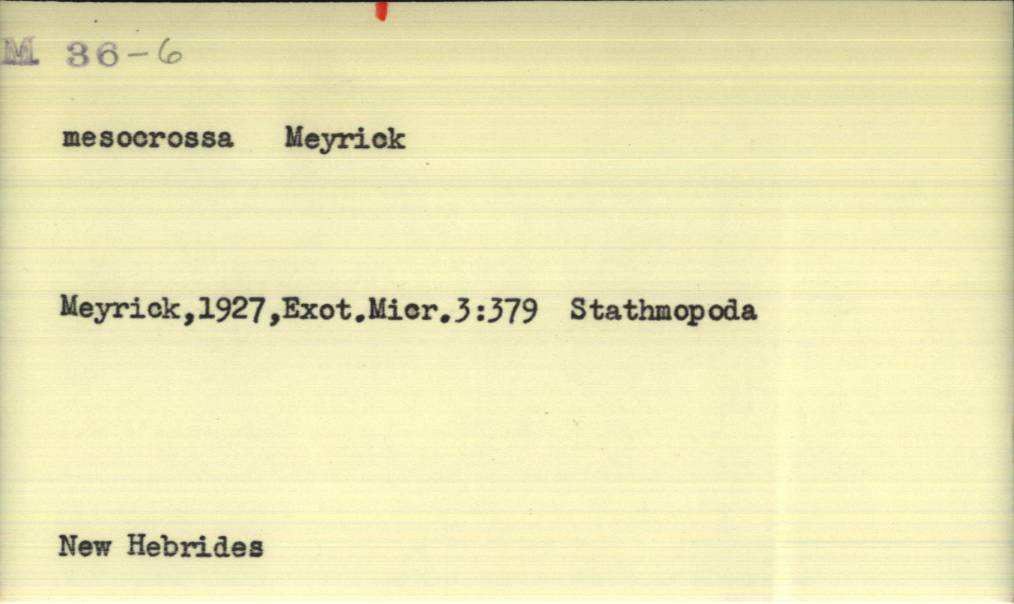 M. 36-6
mesocrossa Meyrick
Meyrick,1927,Exot.Micr.3:379 Stathmopoda
New Hebrides